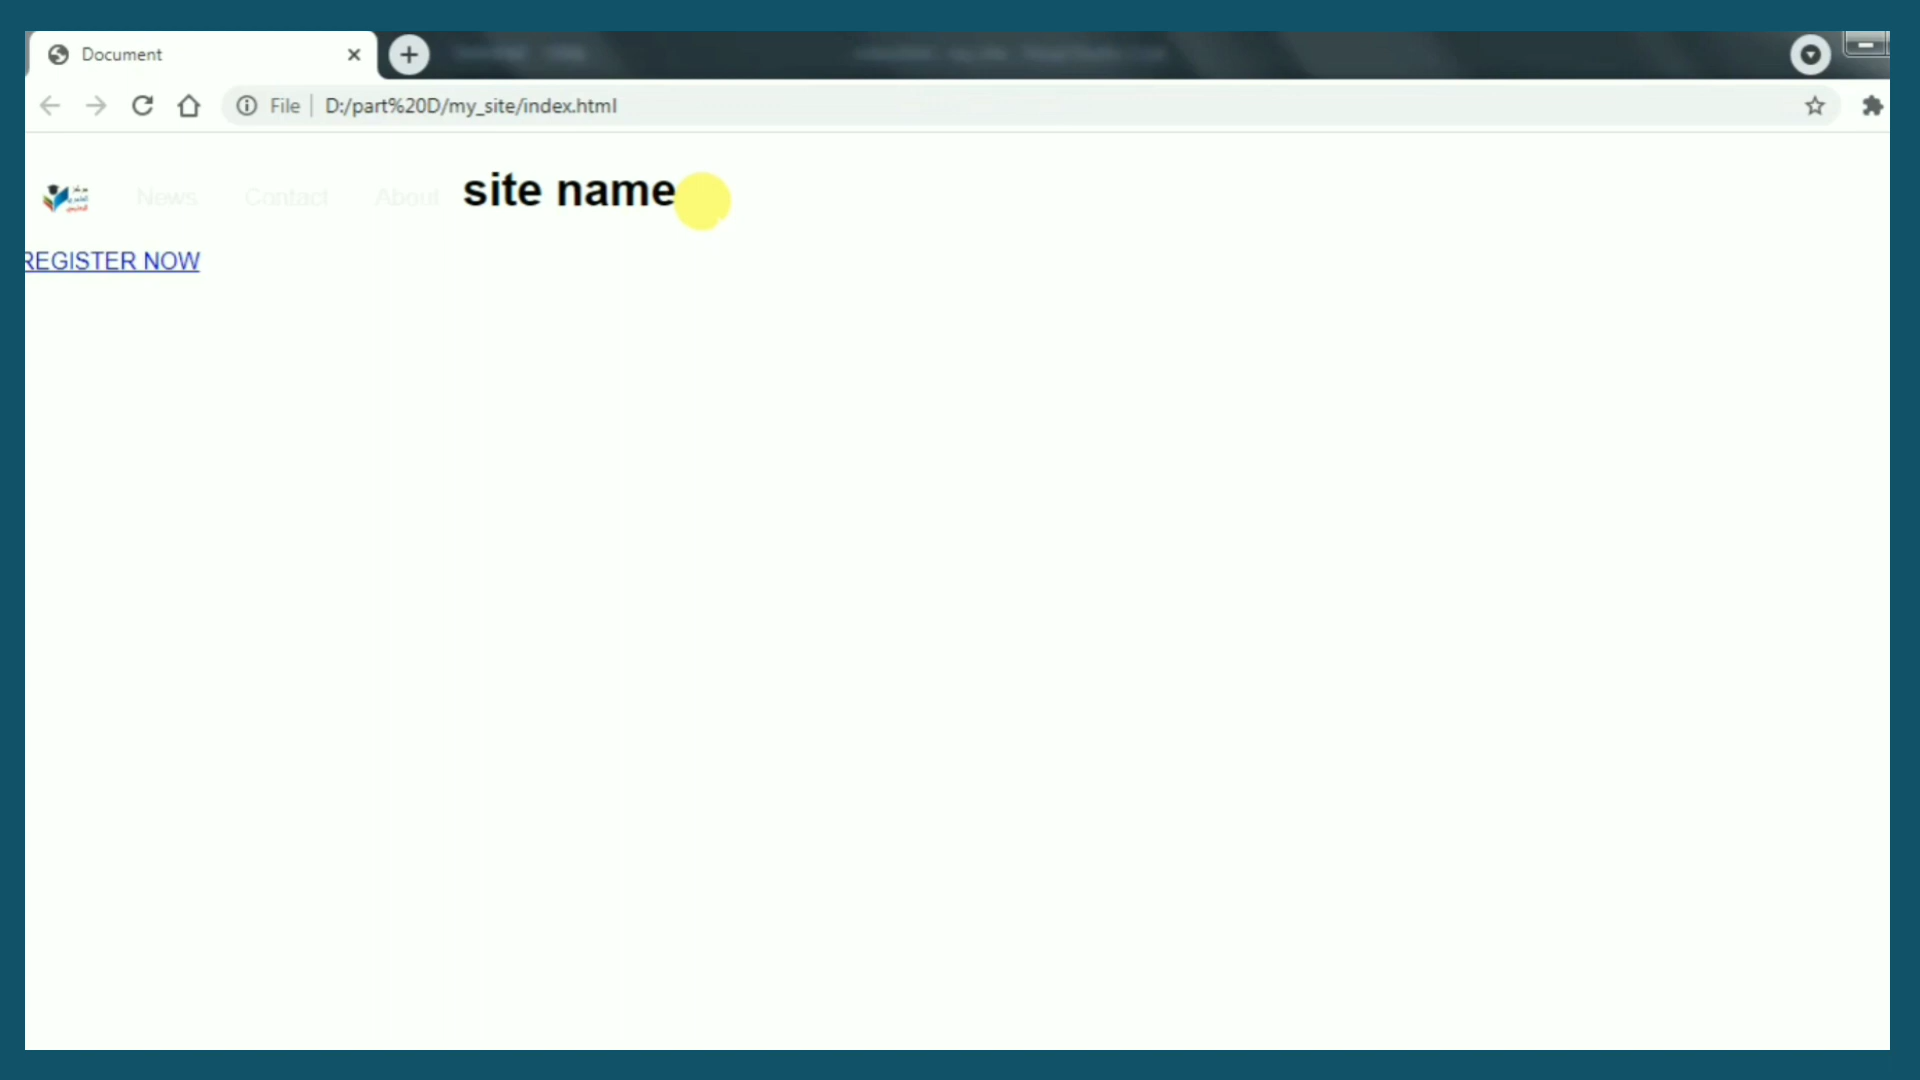 Document
File D:/part%20D/my_site/index.html
News Contact About site name
REGISTER NOW